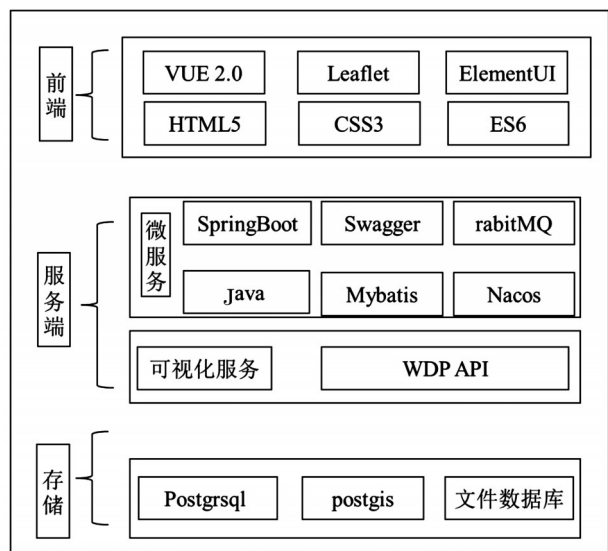 前端
VUE 2.0
Leaflet
ElementUI
HTML5
CSS3
ES6
服务端
微服务
SpringBoot
Swagger
rabitMQ
Java
Mybatis
Nacos
可视化服务
WDP API
存储
Postgrsql
postgis
文件数据库